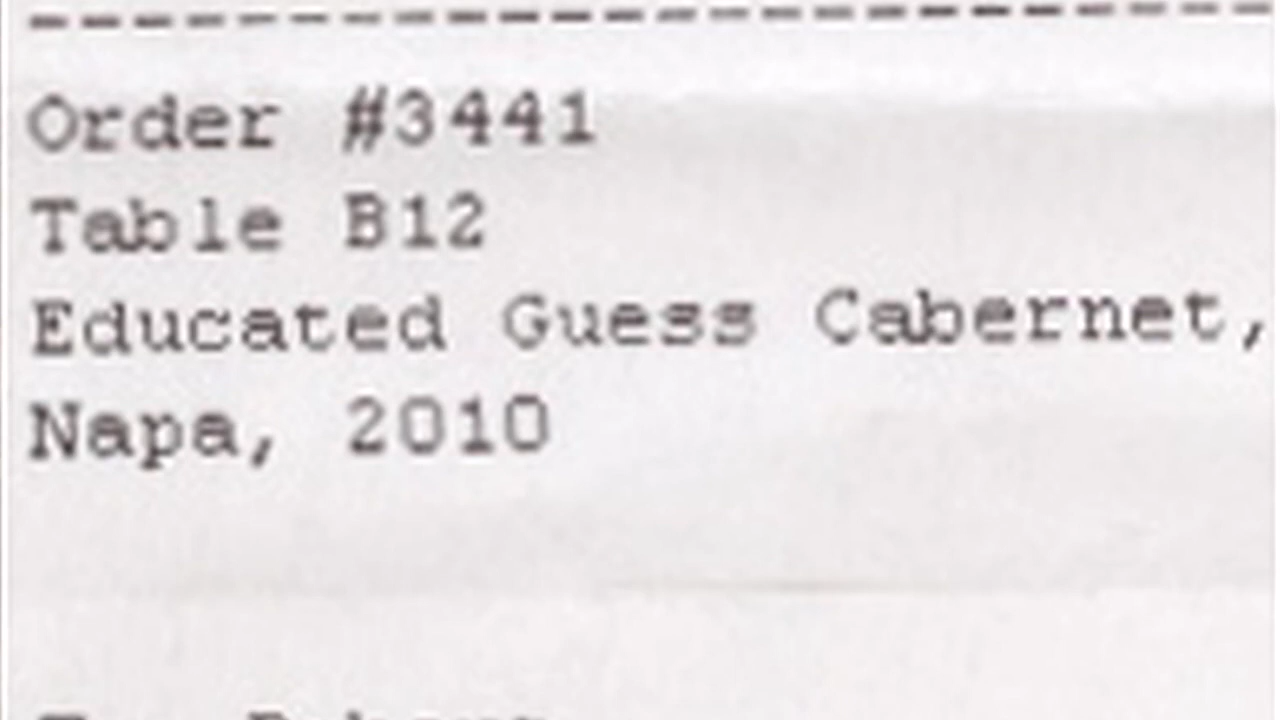 Order #3441
Table B12
Educated Guess Cabernet,
Napa, 2010